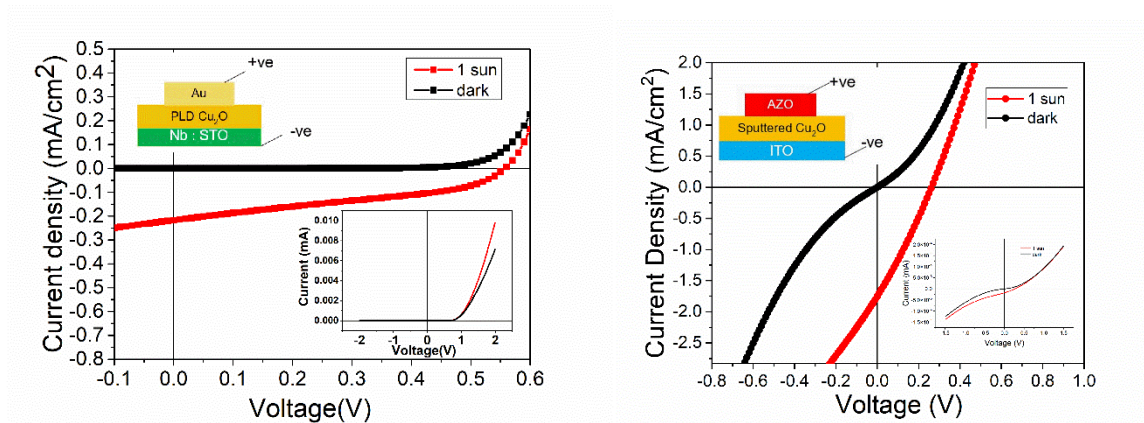 Current density (mA/cm²)
0.5
0.4
0.3
0.2
0.1
0.0
-0.1
-0.2
-0.3
-0.4
-0.5
-0.6
-0.7
-0.8
-0.1 0.0 0.1 0.2 0.3 0.4 0.5 0.6
Voltage(V)
+ve
Au
PLD Cu₂O
Nb : STO
-ve
1 sun
dark
Current (mA)
0.010
0.008
0.006
0.004
0.002
0.000
-2 -1 0 1 2
Voltage(V)
Current Density (mA/cm²)
2.0
1.5
1.0
0.5
0.0
-0.5
-1.0
-1.5
-2.0
-2.5
-0.8 -0.4 0.0 0.4 0.8 1.0
Voltage (V)
+ve
AZO
Sputtered Cu₂O
ITO
-ve
1 sun
dark
Current (mA)
0.0
Voltage (V)
1 sun